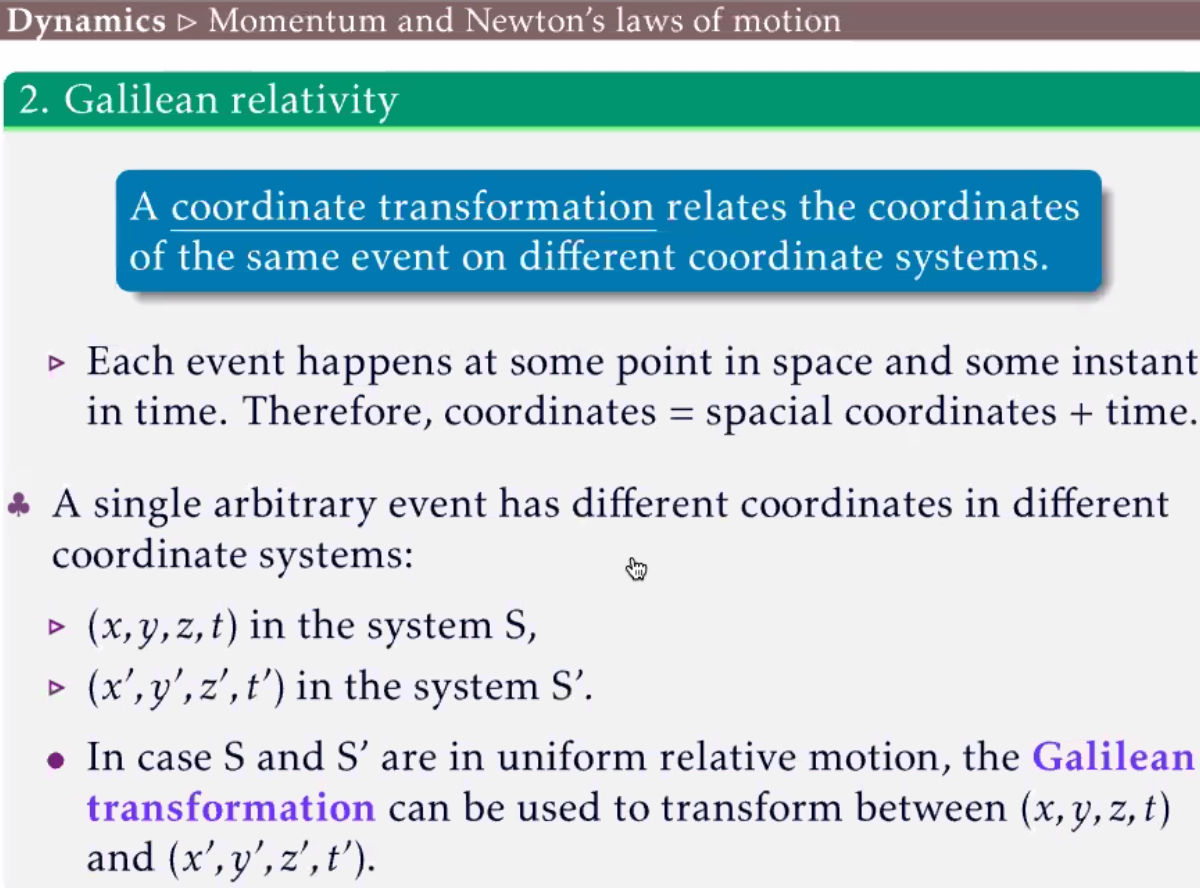 Dynamics ▷ Momentum and Newton's laws of motion
2. Galilean relativity
A coordinate transformation relates the coordinates
of the same event on different coordinate systems.
▷ Each event happens at some point in space and some instant
in time. Therefore, coordinates = spacial coordinates + time.
♣ A single arbitrary event has different coordinates in different
coordinate systems:
▷ (x, y, z, t) in the system S,
▷ (x′, y′, z′, t′) in the system S’.
• In case S and S’ are in uniform relative motion, the Galilean
transformation can be used to transform between (x, y, z, t)
and (x′, y′, z′, t′).